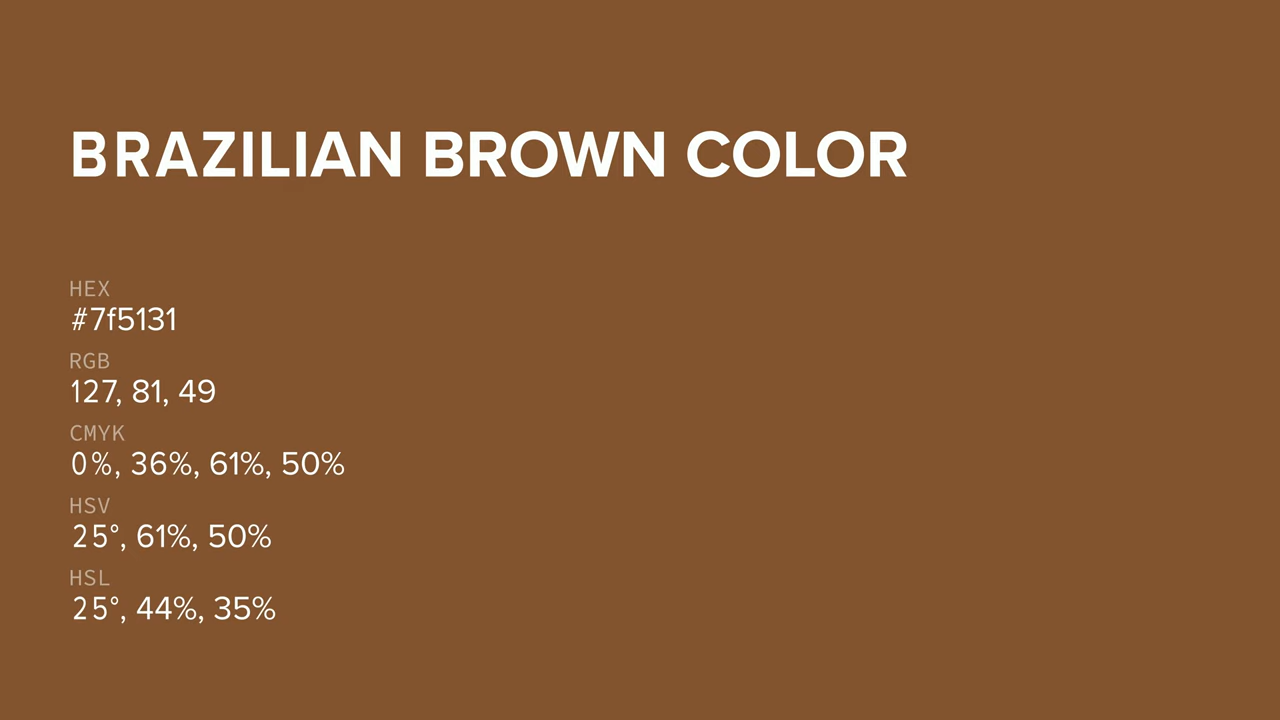 BRAZILIAN BROWN COLOR
HEX
#7f5131
RGB
127, 81, 49
CMYK
0%, 36%, 61%, 50%
HSV
25°, 61%, 50%
HSL
25°, 44%, 35%